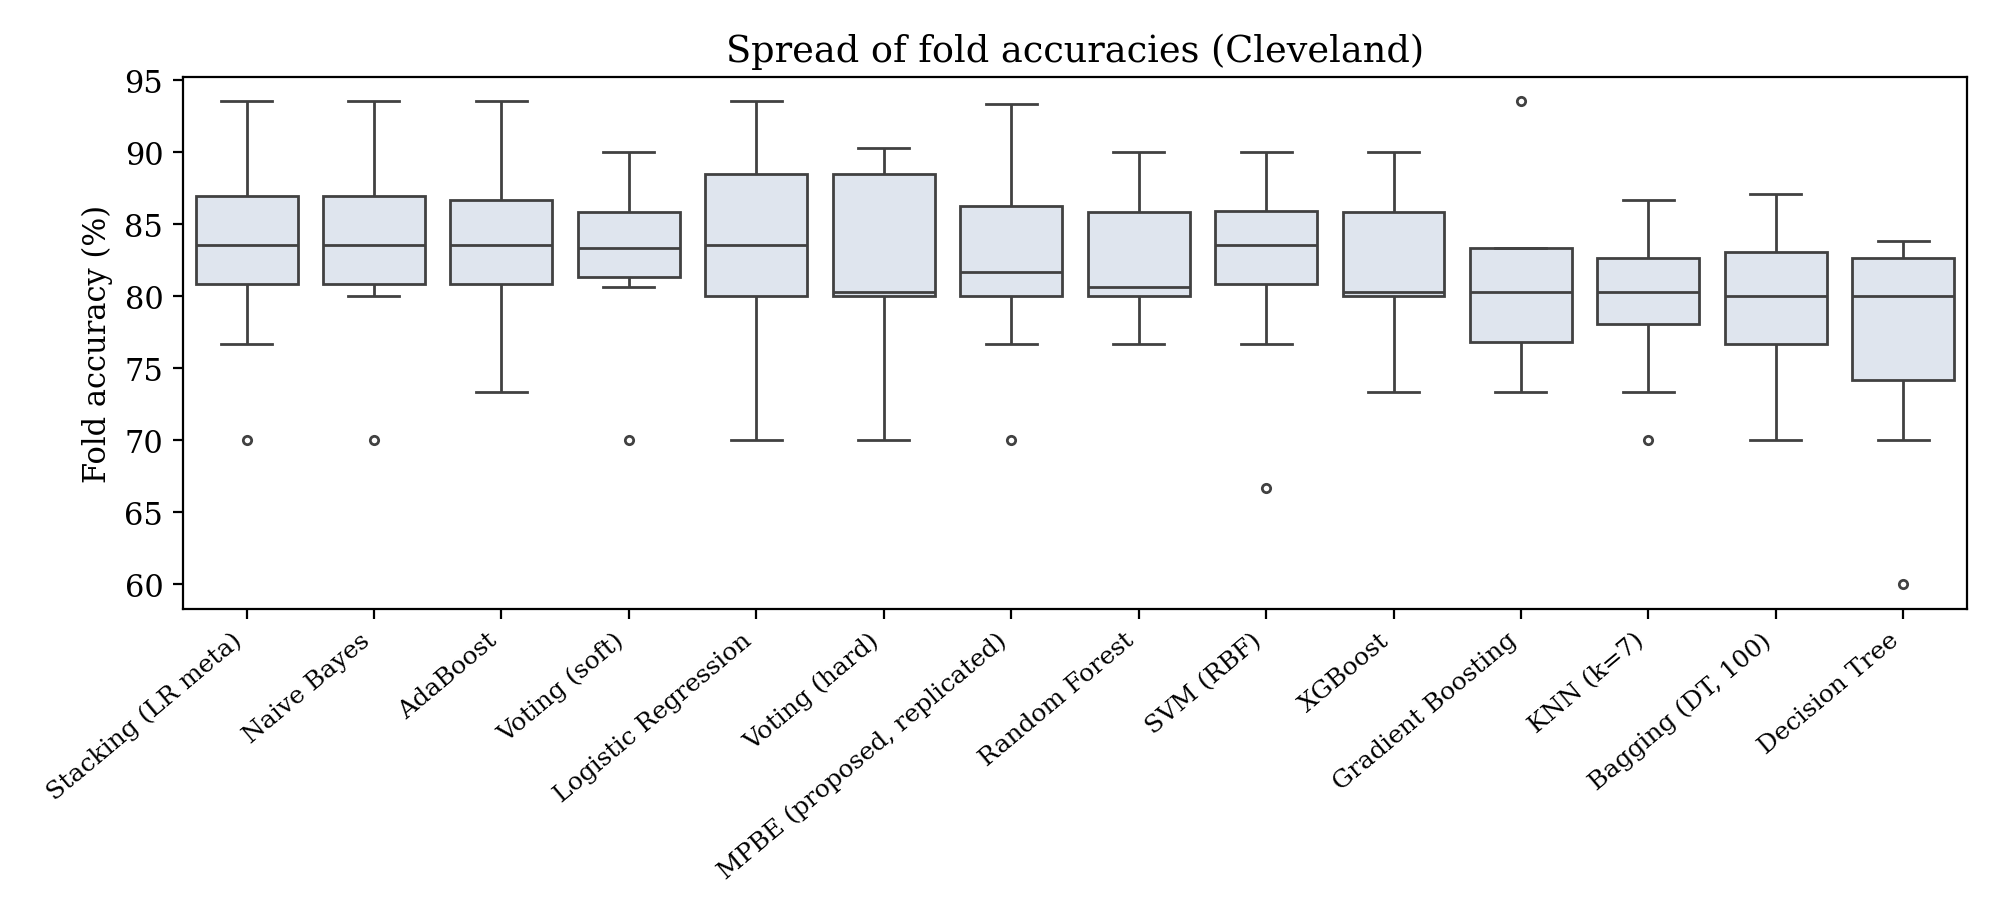 Spread of fold accuracies (Cleveland)
Fold accuracy (%)
95
90
85
80
75
70
65
60
Stacking (LR meta)
Naive Bayes
AdaBoost
Voting (soft)
Logistic Regression
Voting (hard)
MPBE (proposed, replicated)
Random Forest
SVM (RBF)
XGBoost
Gradient Boosting
KNN (k=7)
Bagging (DT, 100)
Decision Tree